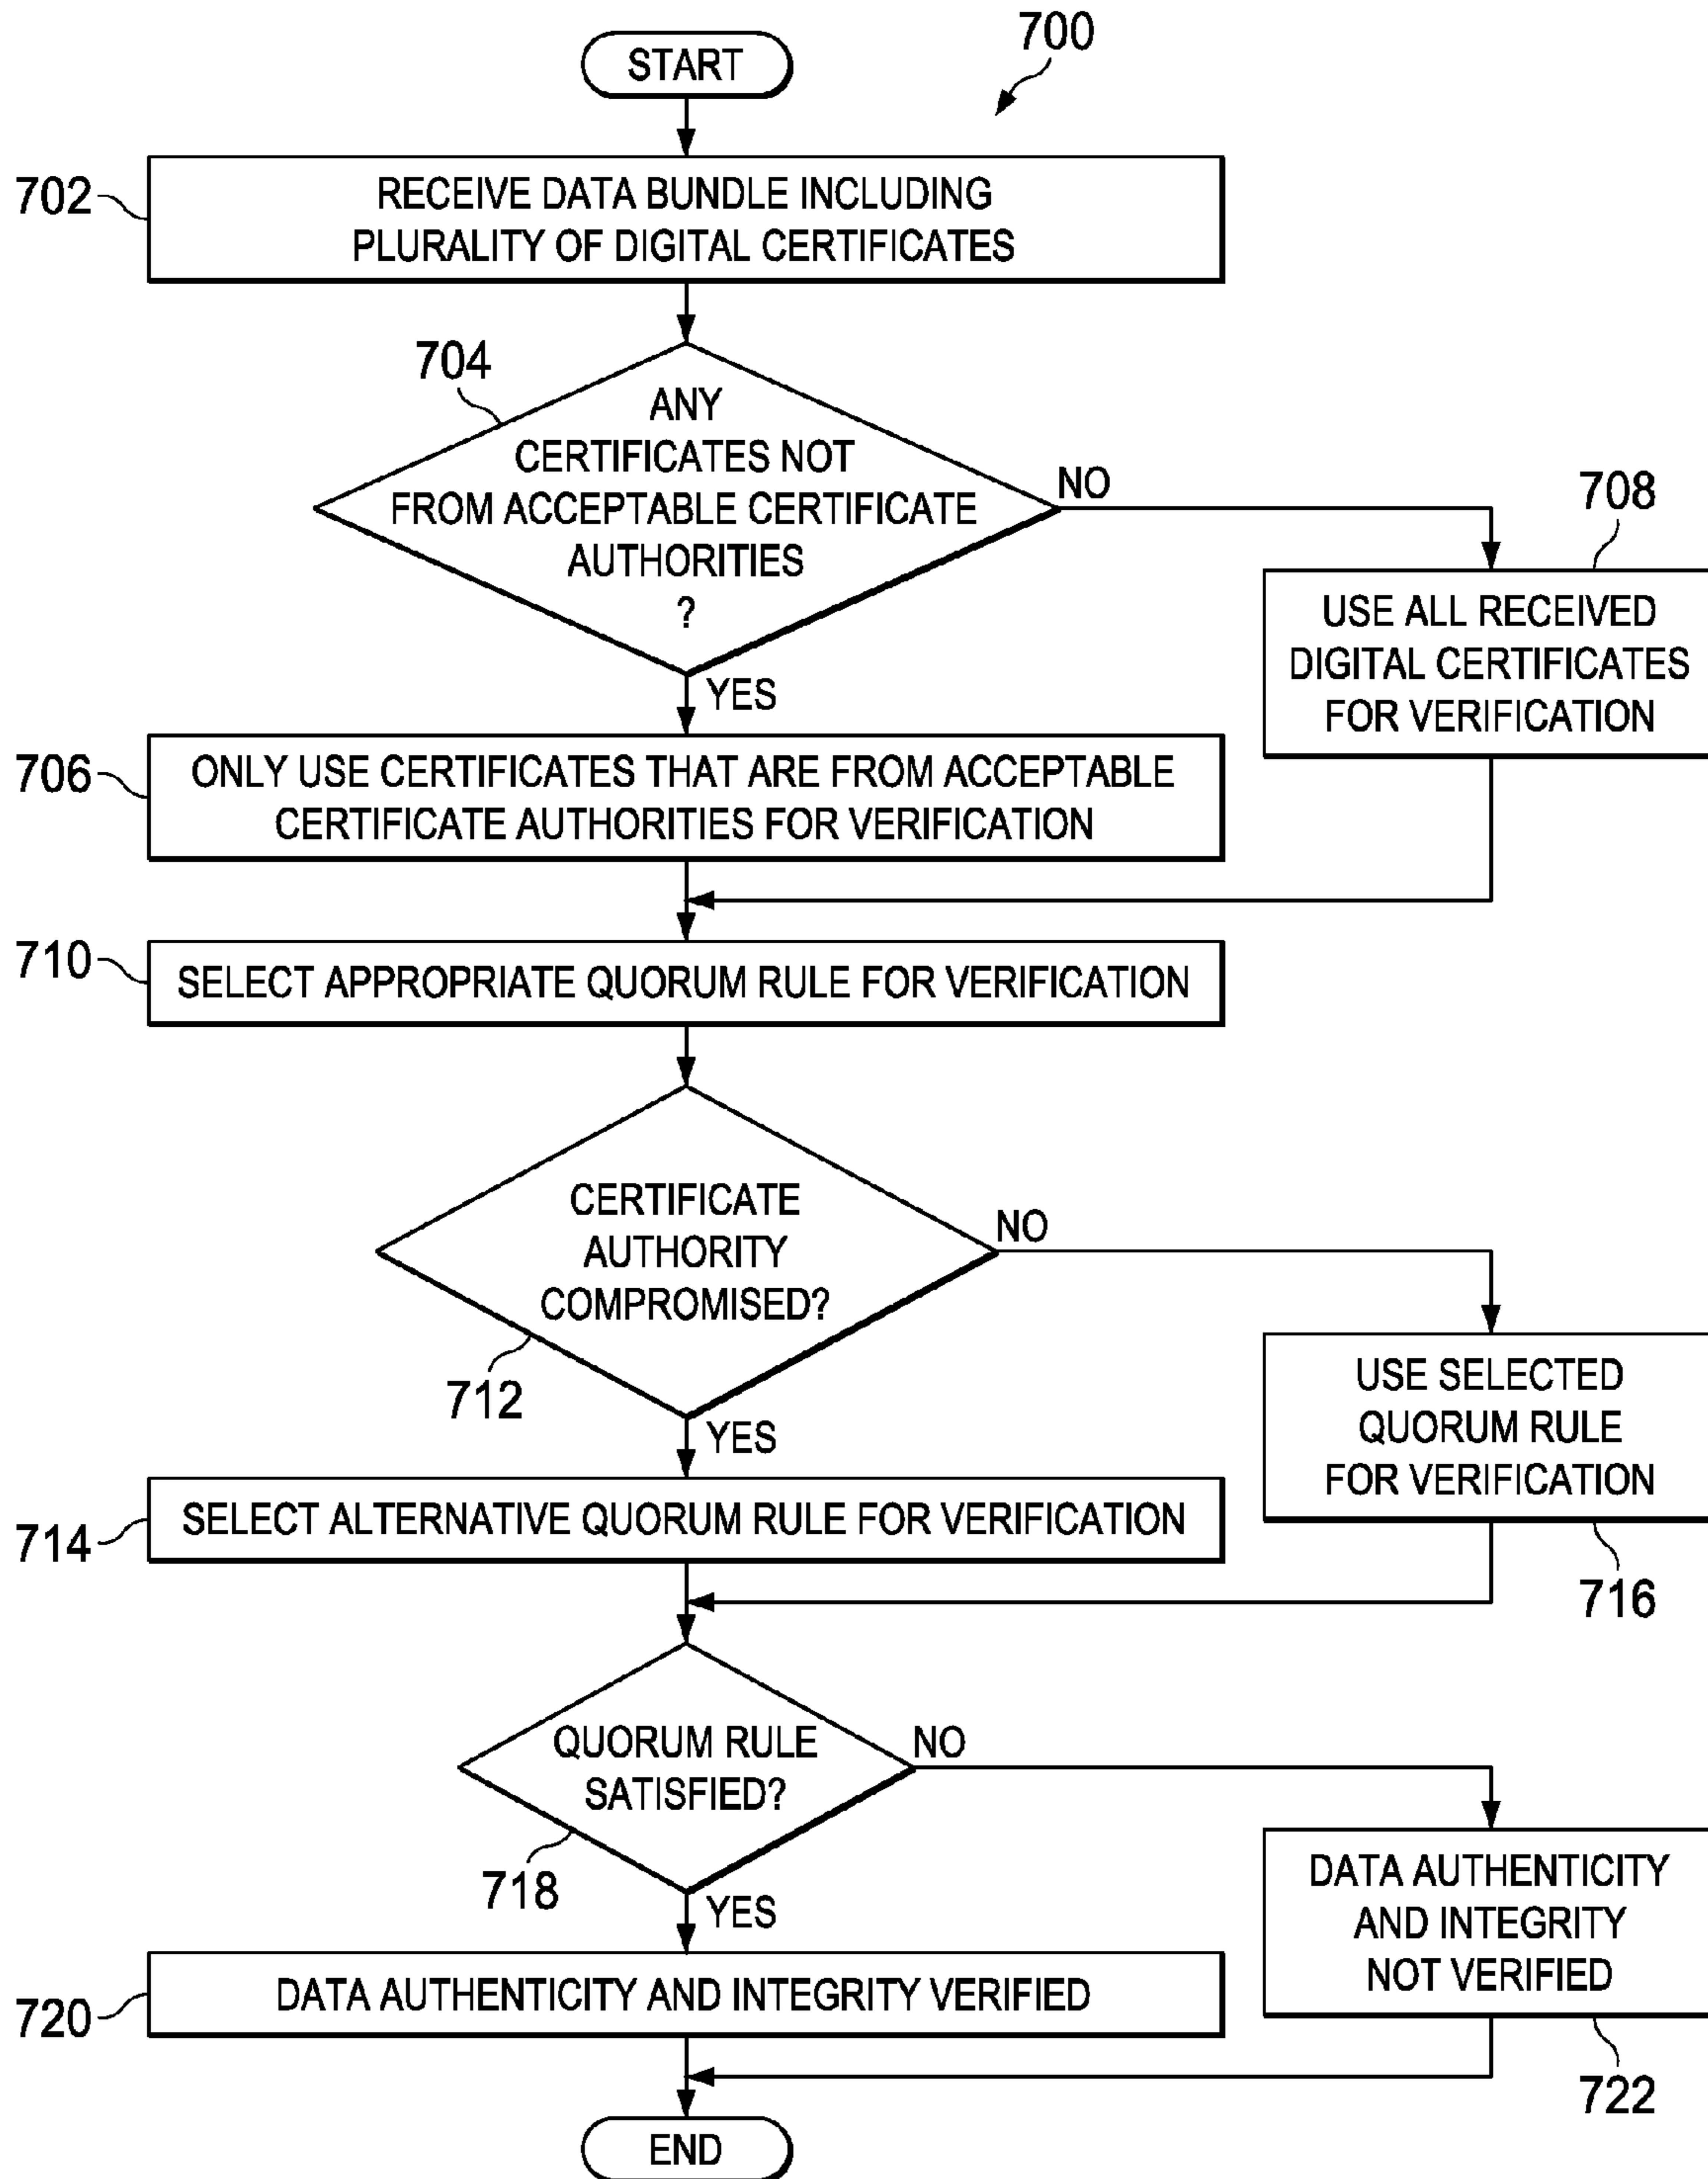 START
700
702
RECEIVE DATA BUNDLE INCLUDING
PLURALITY OF DIGITAL CERTIFICATES
704
ANY
CERTIFICATES NOT
FROM ACCEPTABLE CERTIFICATE
AUTHORITIES
?
NO
YES
708
USE ALL RECEIVED
DIGITAL CERTIFICATES
FOR VERIFICATION
706
ONLY USE CERTIFICATES THAT ARE FROM ACCEPTABLE
CERTIFICATE AUTHORITIES FOR VERIFICATION
710
SELECT APPROPRIATE QUORUM RULE FOR VERIFICATION
CERTIFICATE
AUTHORITY
COMPROMISED?
712
NO
YES
USE SELECTED
QUORUM RULE
FOR VERIFICATION
716
714
SELECT ALTERNATIVE QUORUM RULE FOR VERIFICATION
QUORUM RULE
SATISFIED?
718
NO
YES
DATA AUTHENTICITY
AND INTEGRITY
NOT VERIFIED
722
720
DATA AUTHENTICITY AND INTEGRITY VERIFIED
END